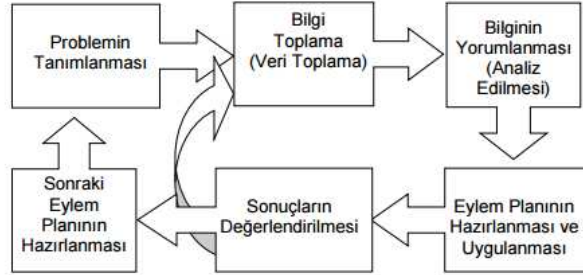 Problemin
Tanımlanması
Bilgi
Toplama
(Veri Toplama)
Bilginin
Yorumlanması
(Analiz
Edilmesi)
Eylem Planının
Hazırlanması ve
Uygulanması
Sonuçların
Değerlendirilmesi
Sonraki
Eylem
Planının
Hazırlanması